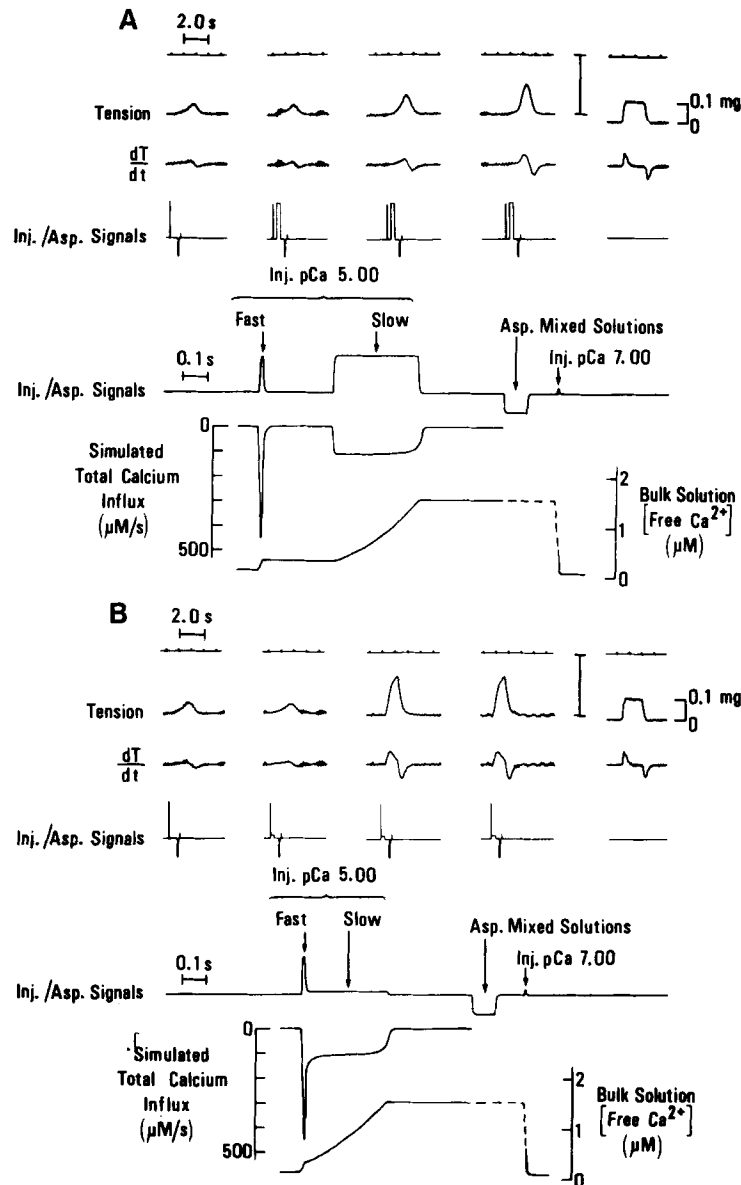 A
2.0 s
Tension
0.1 mg
0
dT
dt
Inj./Asp. Signals
Inj. pCa 5.00
Fast
Slow
Asp. Mixed Solutions
Inj. pCa 7.00
0.1 s
Inj./Asp. Signals
0
500
Simulated
Total Calcium
Influx
(μM/s)
2
1
0
Bulk Solution
[Free Ca²⁺]
(μM)
B
2.0 s
Tension
0.1 mg
0
dT
dt
Inj./Asp. Signals
Inj. pCa 5.00
Fast
Slow
Asp. Mixed Solutions
Inj. pCa 7.00
0.1 s
Inj./Asp. Signals
0
500
Simulated
Total Calcium
Influx
(μM/s)
2
1
0
Bulk Solution
[Free Ca²⁺]
(μM)